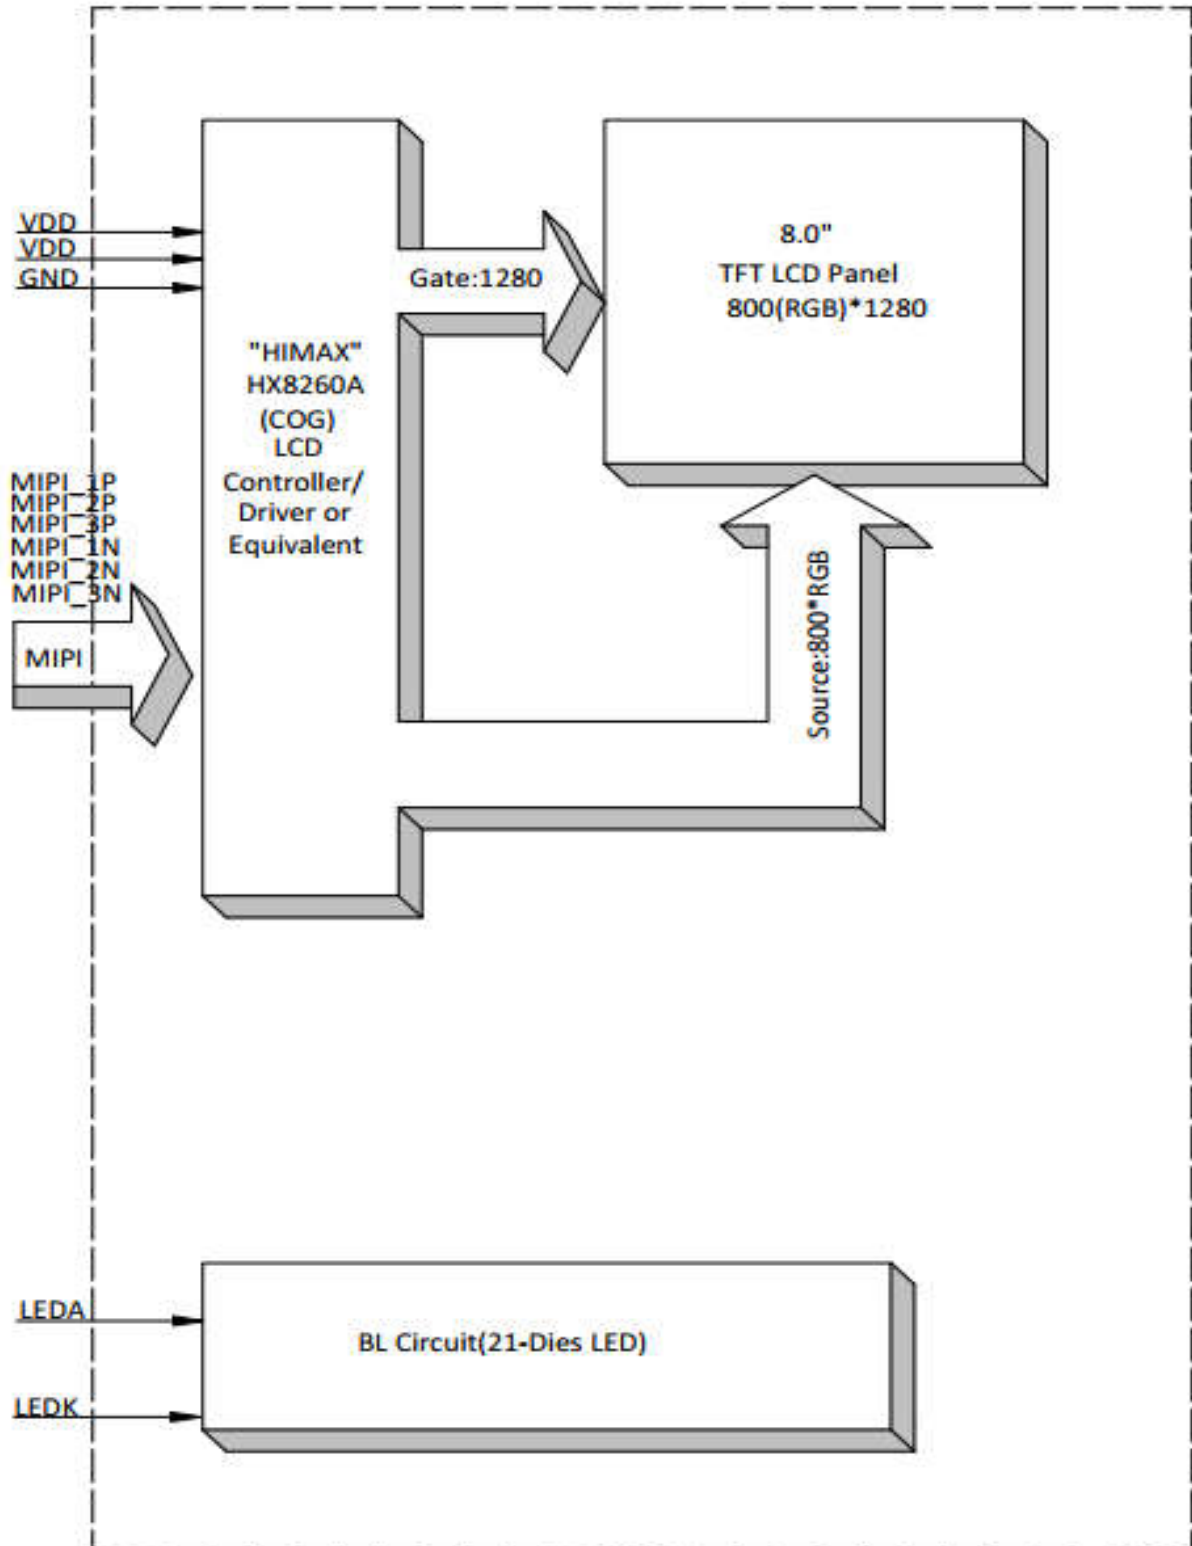 VDD
VDD
GND
"HIMAX"
HX8260A
(COG)
LCD
Controller/
Driver or
Equivalent
Gate:1280
8.0"
TFT LCD Panel
800(RGB)*1280
MIPI_1P
MIPI_2P
MIPI_3P
MIPI_1N
MIPI_2N
MIPI_3N
MIPI
Source:800*RGB
LEDA
LEDK
BL Circuit(21-Dies LED)